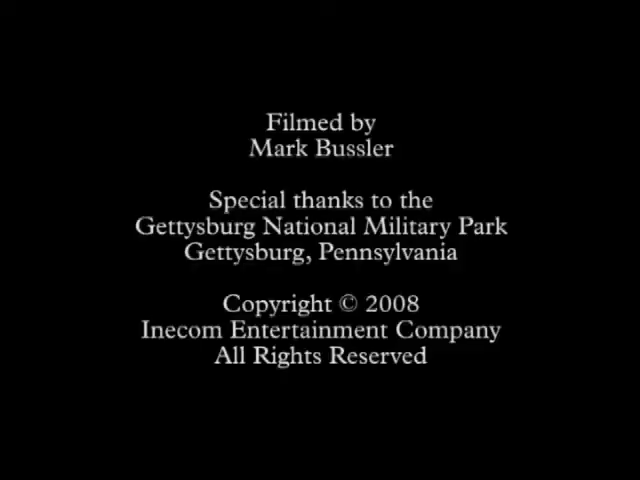 Filmed by
Mark Bussler
Special thanks to the
Gettysburg National Military Park
Gettysburg, Pennsylvania
Copyright © 2008
Inecom Entertainment Company
All Rights Reserved